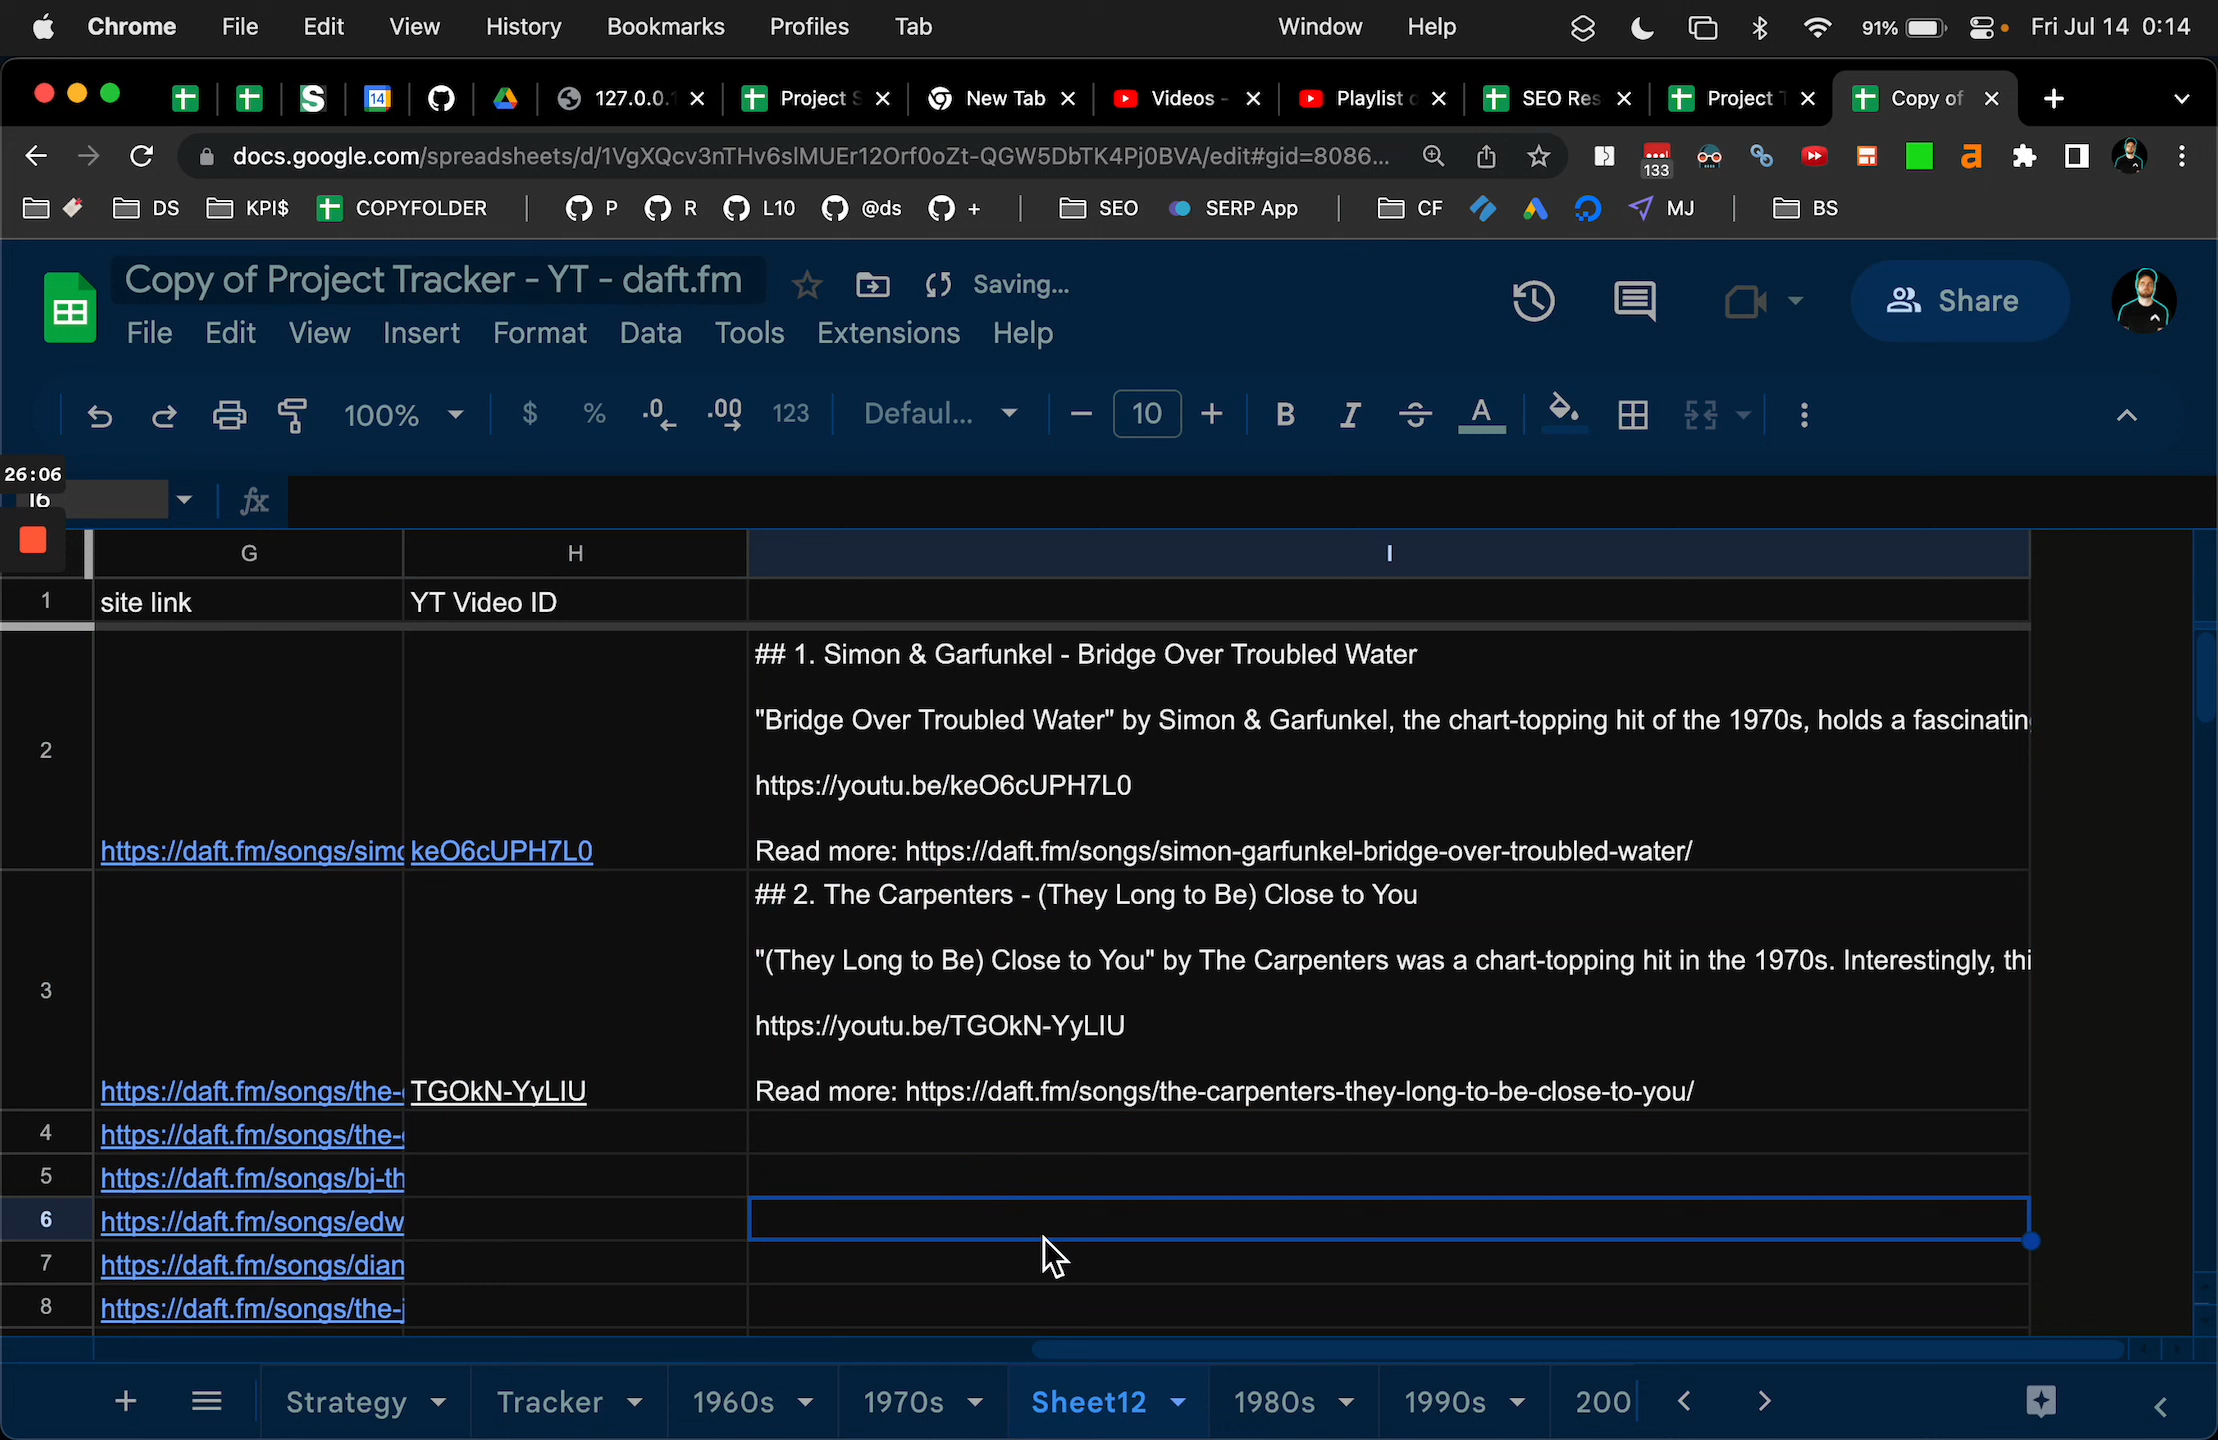 Chrome File Edit View History Bookmarks Profiles Tab Window Help 91% Fri Jul 14 0:14
14 127.0.0.1 Project S New Tab Videos - Playlist o SEO Res Project T Copy of
docs.google.com/spreadsheets/d/1VgXQcv3nTHv6slMUEr12Orf0oZt-QGW5DbTK4Pj0BVA/edit#gid=8086... 133
DS KPI$ COPYFOLDER P R L10 @ds + SEO SERP App CF MJ BS
Copy of Project Tracker - YT - daft.fm Saving...
File Edit View Insert Format Data Tools Extensions Help
Share
100% $ % .0 .00 123 Defaul... 10 B I A
26:06
I6 fx
G H I
1 site link YT Video ID
## 1. Simon & Garfunkel - Bridge Over Troubled Water
"Bridge Over Troubled Water" by Simon & Garfunkel, the chart-topping hit of the 1970s, holds a fascinatin
2
https://youtu.be/keO6cUPH7L0
https://daft.fm/songs/simo keO6cUPH7L0 Read more: https://daft.fm/songs/simon-garfunkel-bridge-over-troubled-water/
## 2. The Carpenters - (They Long to Be) Close to You
"(They Long to Be) Close to You" by The Carpenters was a chart-topping hit in the 1970s. Interestingly, thi
3
https://youtu.be/TGOkN-YyLIU
https://daft.fm/songs/the- TGOkN-YyLIU Read more: https://daft.fm/songs/the-carpenters-they-long-to-be-close-to-you/
4 https://daft.fm/songs/the-
5 https://daft.fm/songs/bj-th
6 https://daft.fm/songs/edw
7 https://daft.fm/songs/dian
8 https://daft.fm/songs/the-j
+ Strategy Tracker 1960s 1970s Sheet12 1980s 1990s 200